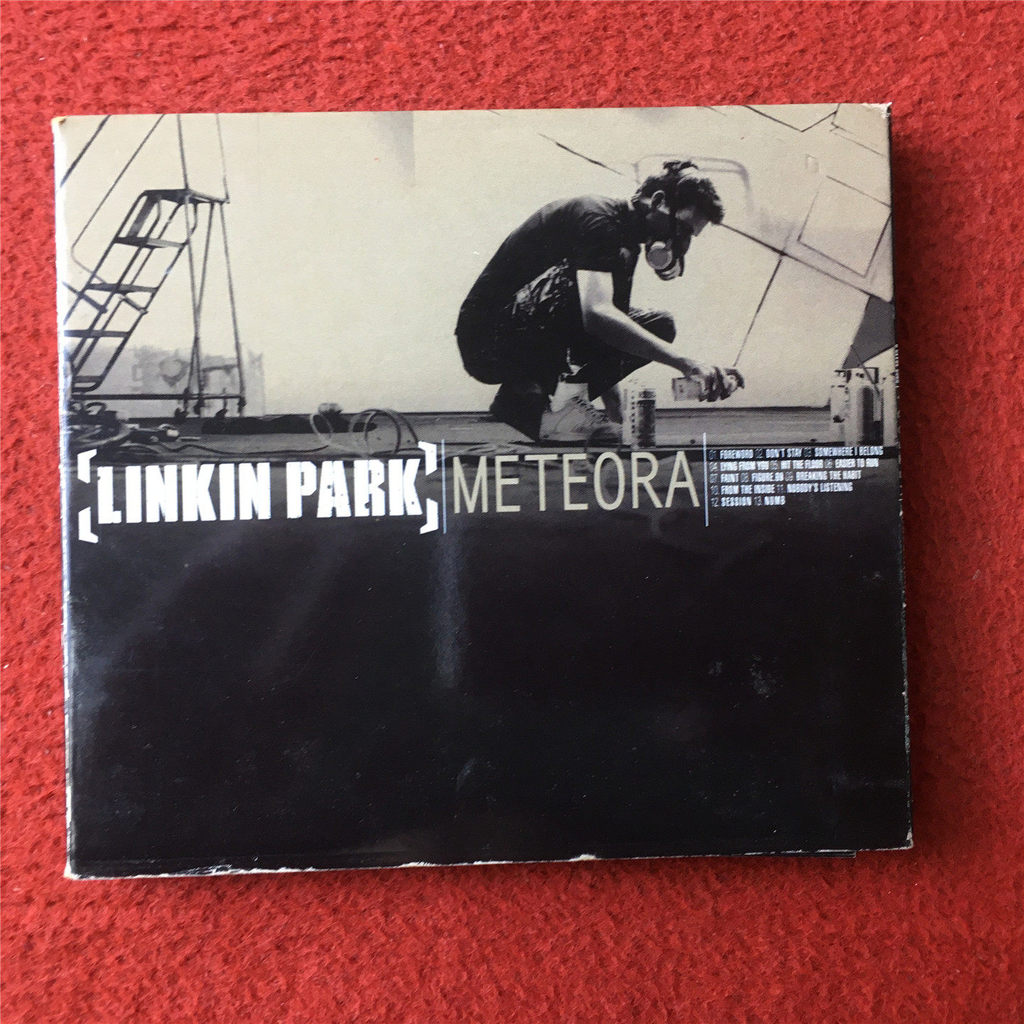 [LINKIN PARK]
METEORA
01. FOREWORD 02. DON'T STAY 03. SOMEWHERE I BELONG
04. LYING FROM YOU 05. HIT THE FLOOR 06. EASIER TO RUN
07. FAINT 08. FIGURE.09 09. BREAKING THE HABIT
10. FROM THE INSIDE 11. NOBODY'S LISTENING
12. SESSION 13. NUMB